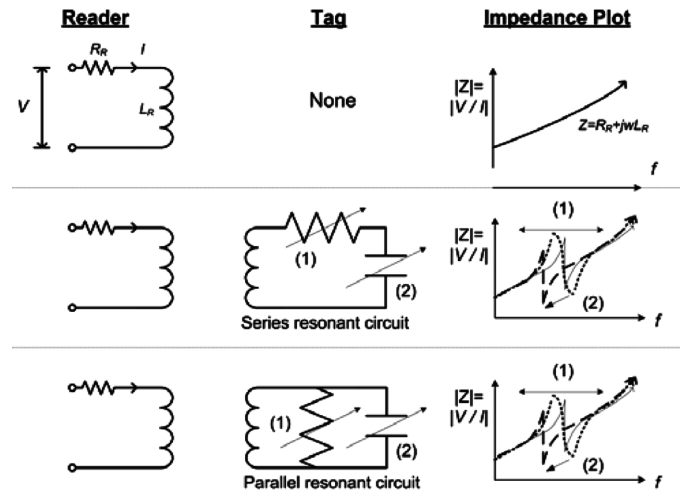 Reader Tag Impedance Plot
R_R I
V
L_R
None
|Z|=
|V / I|
Z=R_R+jwL_R
f
(1)
(2)
Series resonant circuit
|Z|=
|V / I|
(1)
(2)
f
(1)
(2)
Parallel resonant circuit
|Z|=
|V / I|
(1)
(2)
f